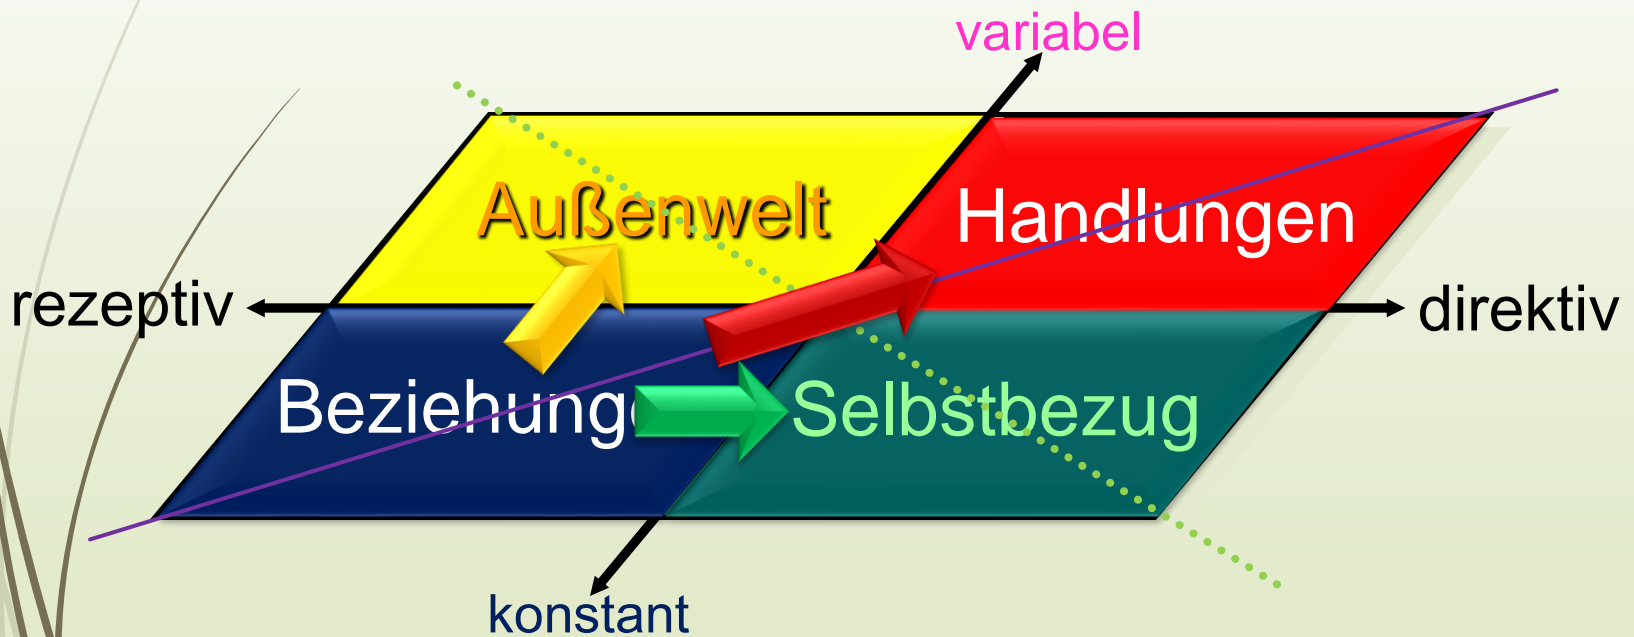 variabel
Außenwelt
Handlungen
rezeptiv
direktiv
Beziehung
Selbstbezug
konstant